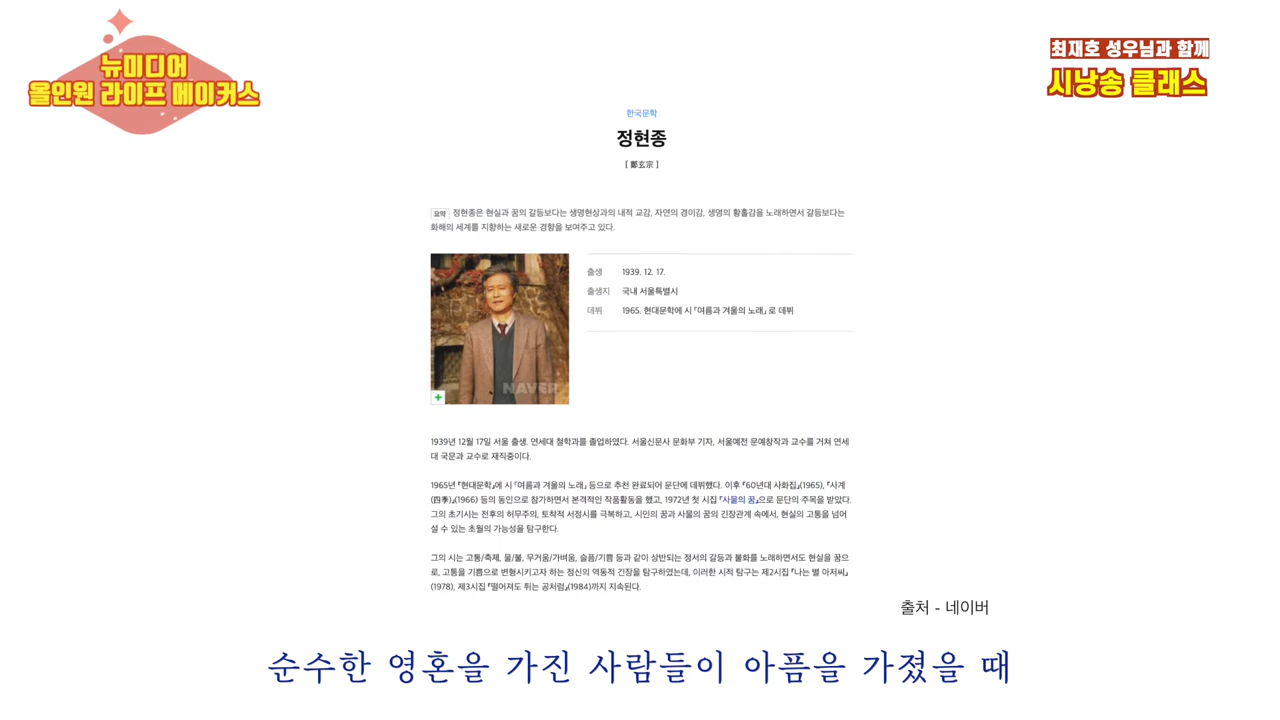 뉴미디어
올인원 라이프 메이커스
최재호 성우님과 함께
시낭송 클래스
한국문학
정현종
[ 鄭玄宗 ]
요약 정현종은 현실과 꿈의 갈등보다는 생명현상과의 내적 교감, 자연의 경이감, 생명의 황홀감을 노래하면서 갈등보다는
화해의 세계를 지향하는 새로운 경향을 보여주고 있다.
출생 1939. 12. 17.
출생지 국내 서울특별시
데뷔 1965. 현대문학에 시 「여름과 겨울의 노래」 로 데뷔
NAVER
1939년 12월 17일 서울 출생. 연세대 철학과를 졸업하였다. 서울신문사 문화부 기자, 서울예전 문예창작과 교수를 거쳐 연세
대 국문과 교수로 재직중이다.
1965년 『현대문학』에 시 「여름과 겨울의 노래」 등으로 추천 완료되어 문단에 데뷔했다. 이후 『60년대 사화집』(1965), 『사계
(四季)』(1966) 등의 동인으로 참가하면서 본격적인 작품활동을 했고, 1972년 첫 시집 『사물의 꿈』으로 문단의 주목을 받았다.
그의 초기시는 전후의 허무주의, 토착적 서정시를 극복하고, 시인의 꿈과 사물의 꿈의 긴장관계 속에서, 현실의 고통을 넘어
설 수 있는 초월의 가능성을 탐구한다.
그의 시는 고통/축제, 물/불, 무거움/가벼움, 슬픔/기쁨 등과 같이 상반되는 정서의 갈등과 불화를 노래하면서도 현실을 꿈으
로, 고통을 기쁨으로 변형시키고자 하는 정신의 역동적 긴장을 탐구하였는데, 이러한 시적 탐구는 제2시집 『나는 별 아저씨』
(1978), 제3시집 『떨어져도 튀는 공처럼』(1984)까지 지속된다.
출처 - 네이버
순수한 영혼을 가진 사람들이 아픔을 가졌을 때